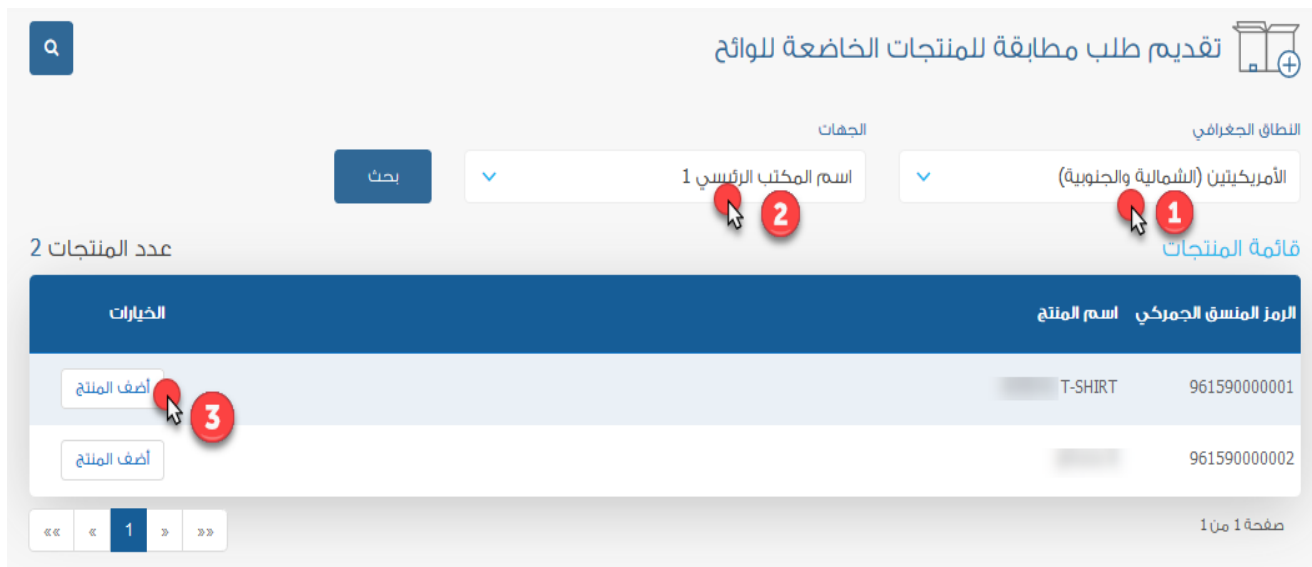 تقديم طلب مطابقة للمنتجات الخاضعة للوائح
النطاق الجغرافي
الجهات
الأمريكيتين (الشمالية والجنوبية)
اسم المكتب الرئيسي 1
بحث
1
2
قائمة المنتجات
عدد المنتجات 2
الرمز المنسق الجمركي اسم المنتج الخيارات
961590000001 T-SHIRT أضف المنتج
3
961590000002 أضف المنتج
صفحة 1 من 1
«« « 1 » »»